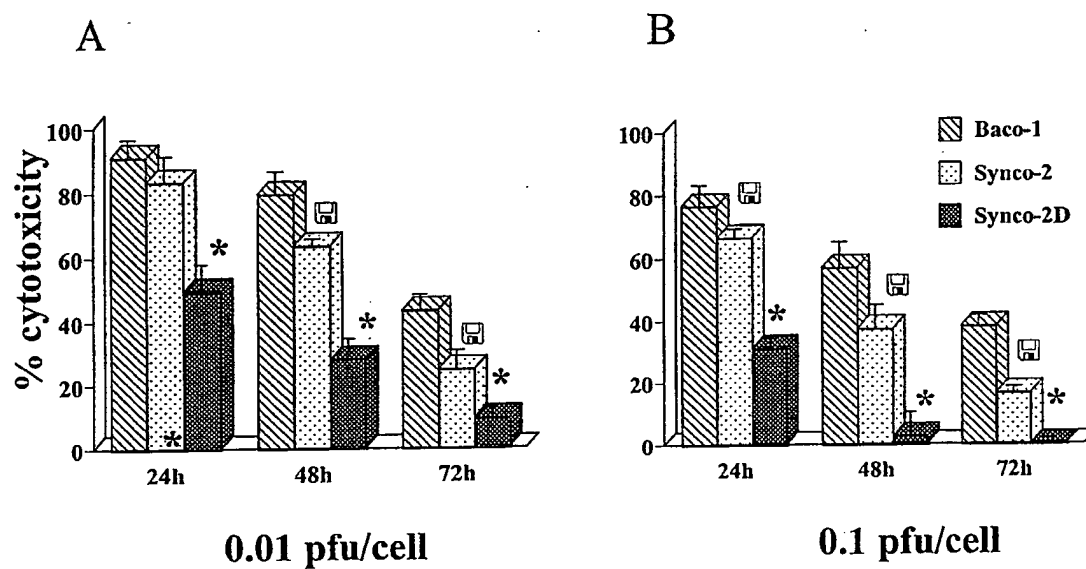 A
B
% cytotoxicity
100
80
60
40
20
0
*
*
*
*
24h
48h
72h
0.01 pfu/cell
100
80
60
40
20
0
*
*
*
24h
48h
72h
0.1 pfu/cell
Baco-1
Synco-2
Synco-2D